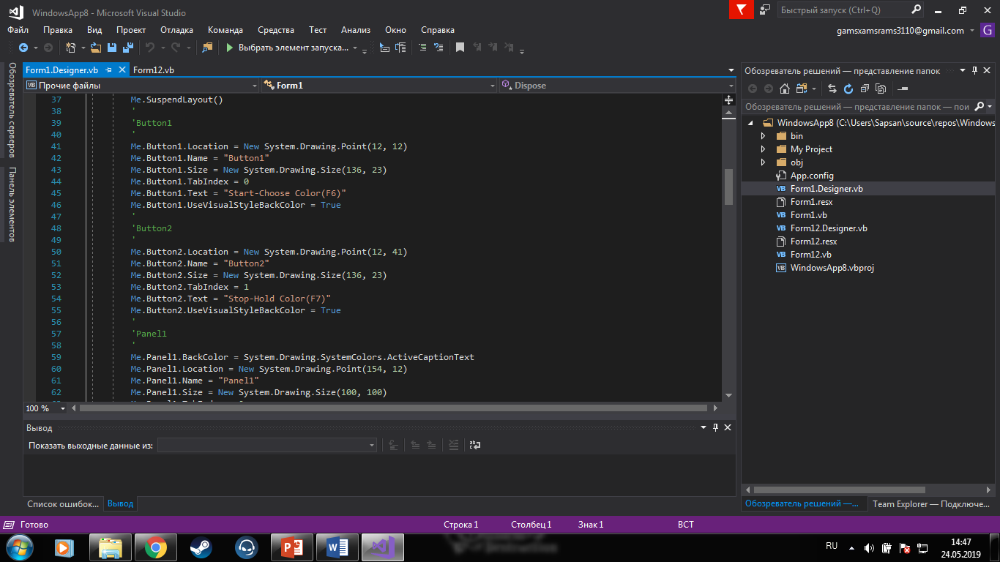 WindowsApp8 - Microsoft Visual Studio
Быстрый запуск (Ctrl+Q)
Файл Правка Вид Проект Отладка Команда Средства Тест Анализ Окно Справка
gamsxamsrams3110@gmail.com G
Выбрать элемент запуска...
Обозреватель серверов
Панель элементов
Form1.Designer.vb Form12.vb
Прочие файлы Form1 Dispose
37 Me.SuspendLayout()
38 '
39 'Button1
40 '
41 Me.Button1.Location = New System.Drawing.Point(12, 12)
42 Me.Button1.Name = "Button1"
43 Me.Button1.Size = New System.Drawing.Size(136, 23)
44 Me.Button1.TabIndex = 0
45 Me.Button1.Text = "Start-Choose Color(F6)"
46 Me.Button1.UseVisualStyleBackColor = True
47 '
48 'Button2
49 '
50 Me.Button2.Location = New System.Drawing.Point(12, 41)
51 Me.Button2.Name = "Button2"
52 Me.Button2.Size = New System.Drawing.Size(136, 23)
53 Me.Button2.TabIndex = 1
54 Me.Button2.Text = "Stop-Hold Color(F7)"
55 Me.Button2.UseVisualStyleBackColor = True
56 '
57 'Panel1
58 '
59 Me.Panel1.BackColor = System.Drawing.SystemColors.ActiveCaptionText
60 Me.Panel1.Location = New System.Drawing.Point(154, 12)
61 Me.Panel1.Name = "Panel1"
62 Me.Panel1.Size = New System.Drawing.Size(100, 100)
100 %
Вывод
Показать выходные данные из:
Список ошибок... Вывод
Обозреватель решений — представление папок
Обозреватель решений — представление папок — пои
WindowsApp8 (C:\Users\Sapsan\source\repos\Windows
bin
My Project
obj
App.config
VB Form1.Designer.vb
Form1.resx
VB Form1.vb
VB Form12.Designer.vb
Form12.resx
VB Form12.vb
VB WindowsApp8.vbproj
Обозреватель решений —... Team Explorer — Подключе...
Готово Строка 1 Столбец 1 Знак 1 ВСТ
RU 14:47
24.05.2019